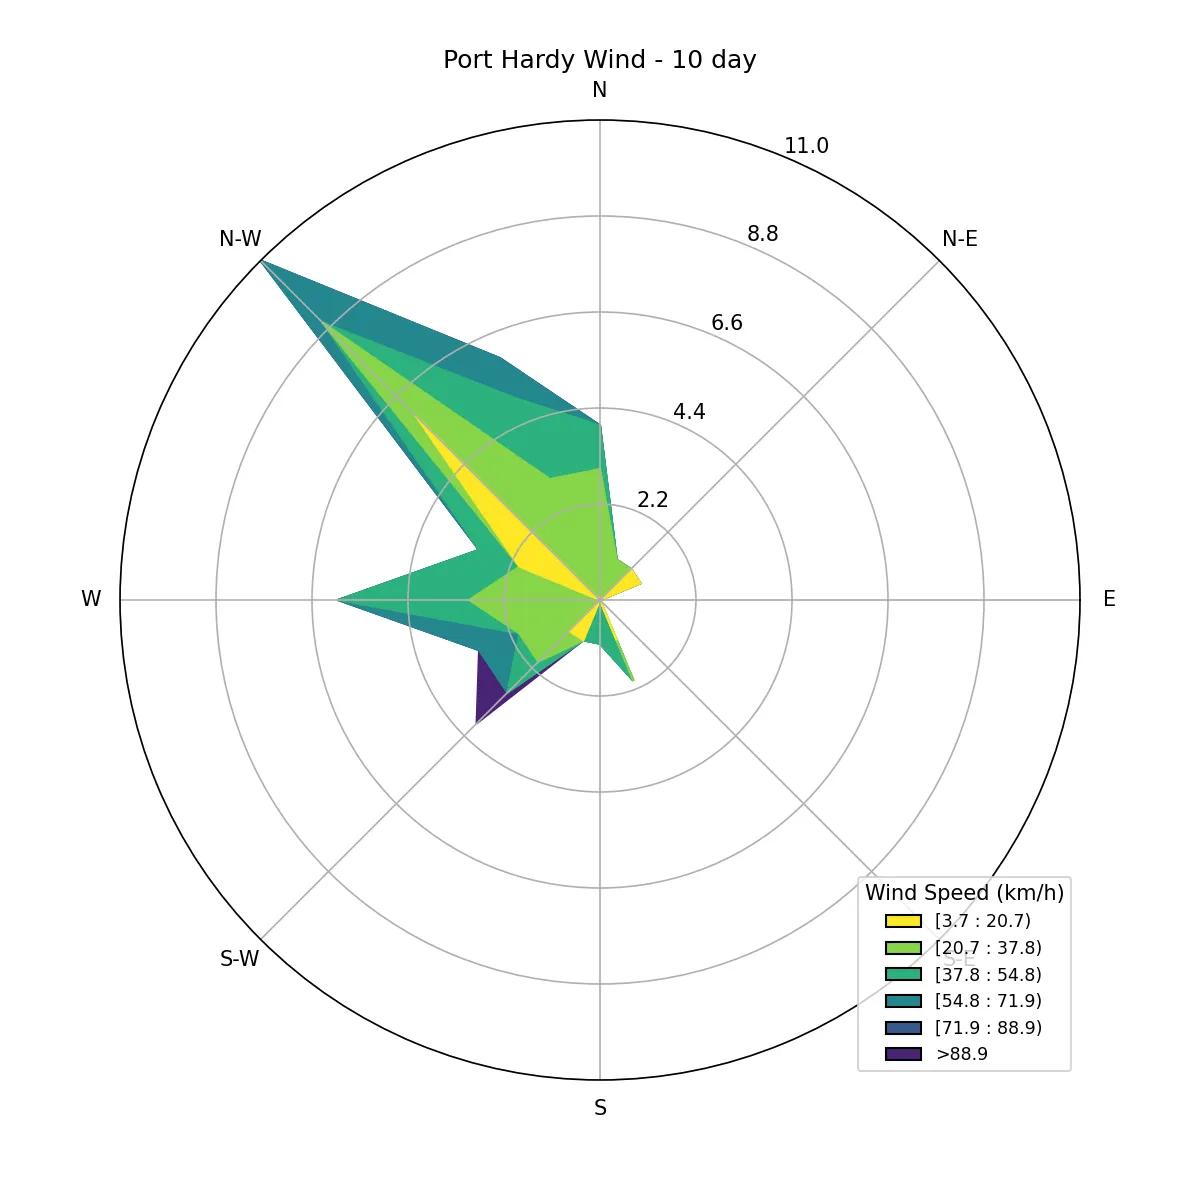 Port Hardy Wind - 10 day
N
11.0
8.8
N-W
N-E
6.6
4.4
2.2
W
E
S-W
S-E
S
Wind Speed (km/h)
[3.7 : 20.7)
[20.7 : 37.8)
[37.8 : 54.8)
[54.8 : 71.9)
[71.9 : 88.9)
>88.9